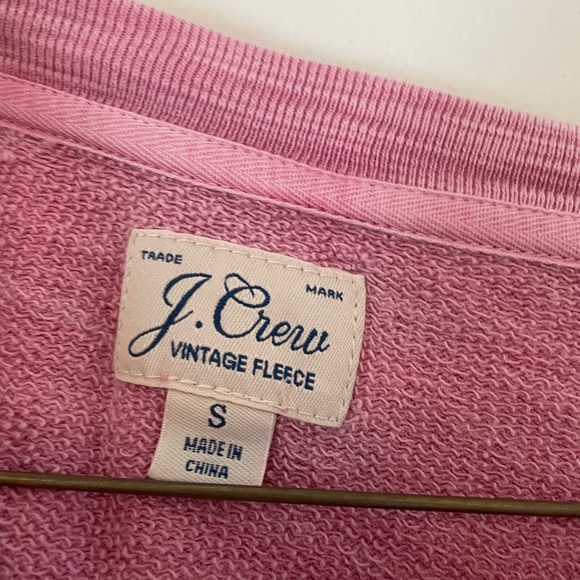 TRADE MARK
J. Crew
VINTAGE FLEECE
S
MADE IN
CHINA